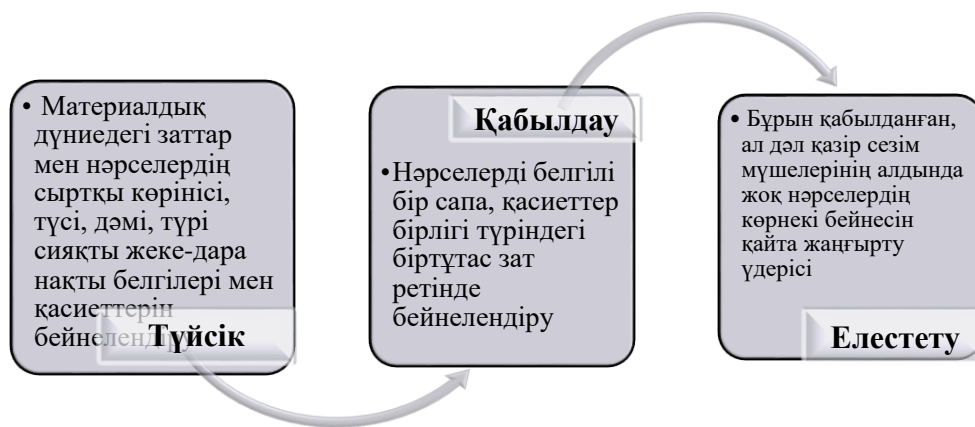 • Материалдық
дүниедегі заттар
мен нәрселердің
сыртқы көрінісі,
түсі, дәмі, түрі
сияқты жеке-дара
нақты белгілері мен
қасиеттерін
бейнелендіру
Түйсік
Қабылдау
•Нәрселерді белгілі
бір сапа, қасиеттер
бірлігі түріндегі
біртұтас зат
ретінде
бейнелендіру
• Бұрын қабылданған,
ал дәл қазір сезім
мүшелерінің алдында
жоқ нәрселердің
көрнекі бейнесін
қайта жаңғырту
үдерісі
Елестету